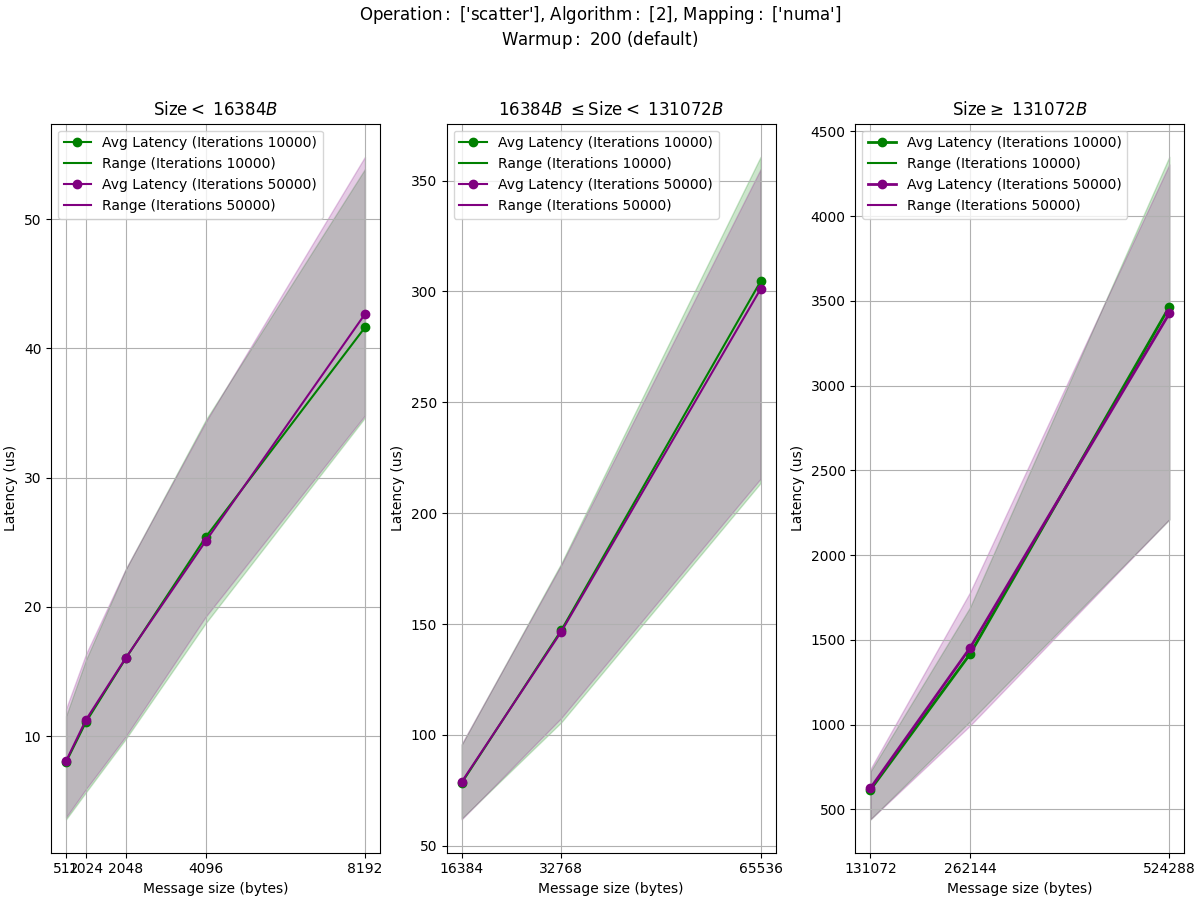 Operation: ['scatter'], Algorithm: [2], Mapping: ['numa']
Warmup: 200 (default)
Size < 16384B
Avg Latency (Iterations 10000)
Range (Iterations 10000)
Avg Latency (Iterations 50000)
Range (Iterations 50000)
50
40
30
20
10
Latency (us)
512 1024 2048 4096 8192
Message size (bytes)
16384B ≤ Size < 131072B
Avg Latency (Iterations 10000)
Range (Iterations 10000)
Avg Latency (Iterations 50000)
Range (Iterations 50000)
350
300
250
200
150
100
50
Latency (us)
16384 32768 65536
Message size (bytes)
Size ≥ 131072B
Avg Latency (Iterations 10000)
Range (Iterations 10000)
Avg Latency (Iterations 50000)
Range (Iterations 50000)
4500
4000
3500
3000
2500
2000
1500
1000
500
Latency (us)
131072 262144 524288
Message size (bytes)